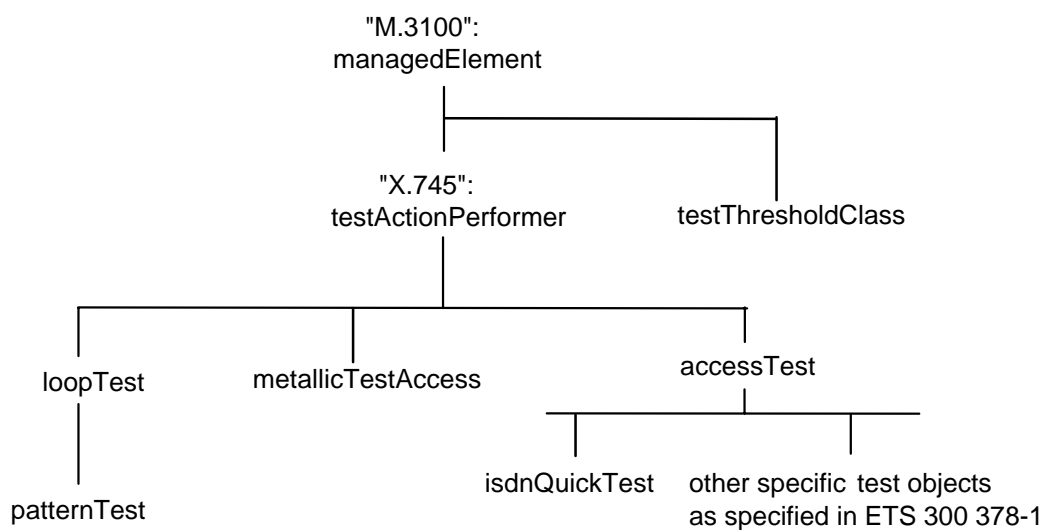 "M.3100":
managedElement
"X.745":
testActionPerformer
testThresholdClass
loopTest
metallicTestAccess
accessTest
patternTest
isdnQuickTest
other specific test objects
as specified in ETS 300 378-1